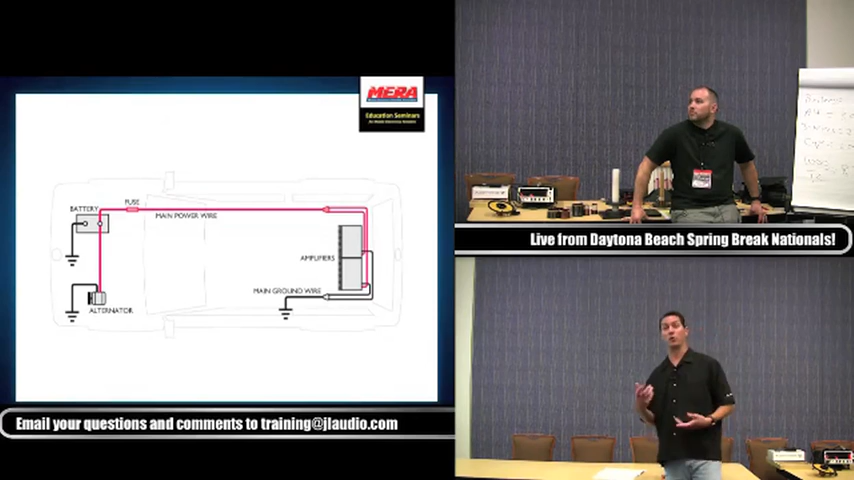 MERA
Education Seminars
BATTERY
FUSE
MAIN POWER WIRE
AMPLIFIERS
MAIN GROUND WIRE
ALTERNATOR
Email your questions and comments to training@jlaudio.com
Live from Daytona Beach Spring Break Nationals!